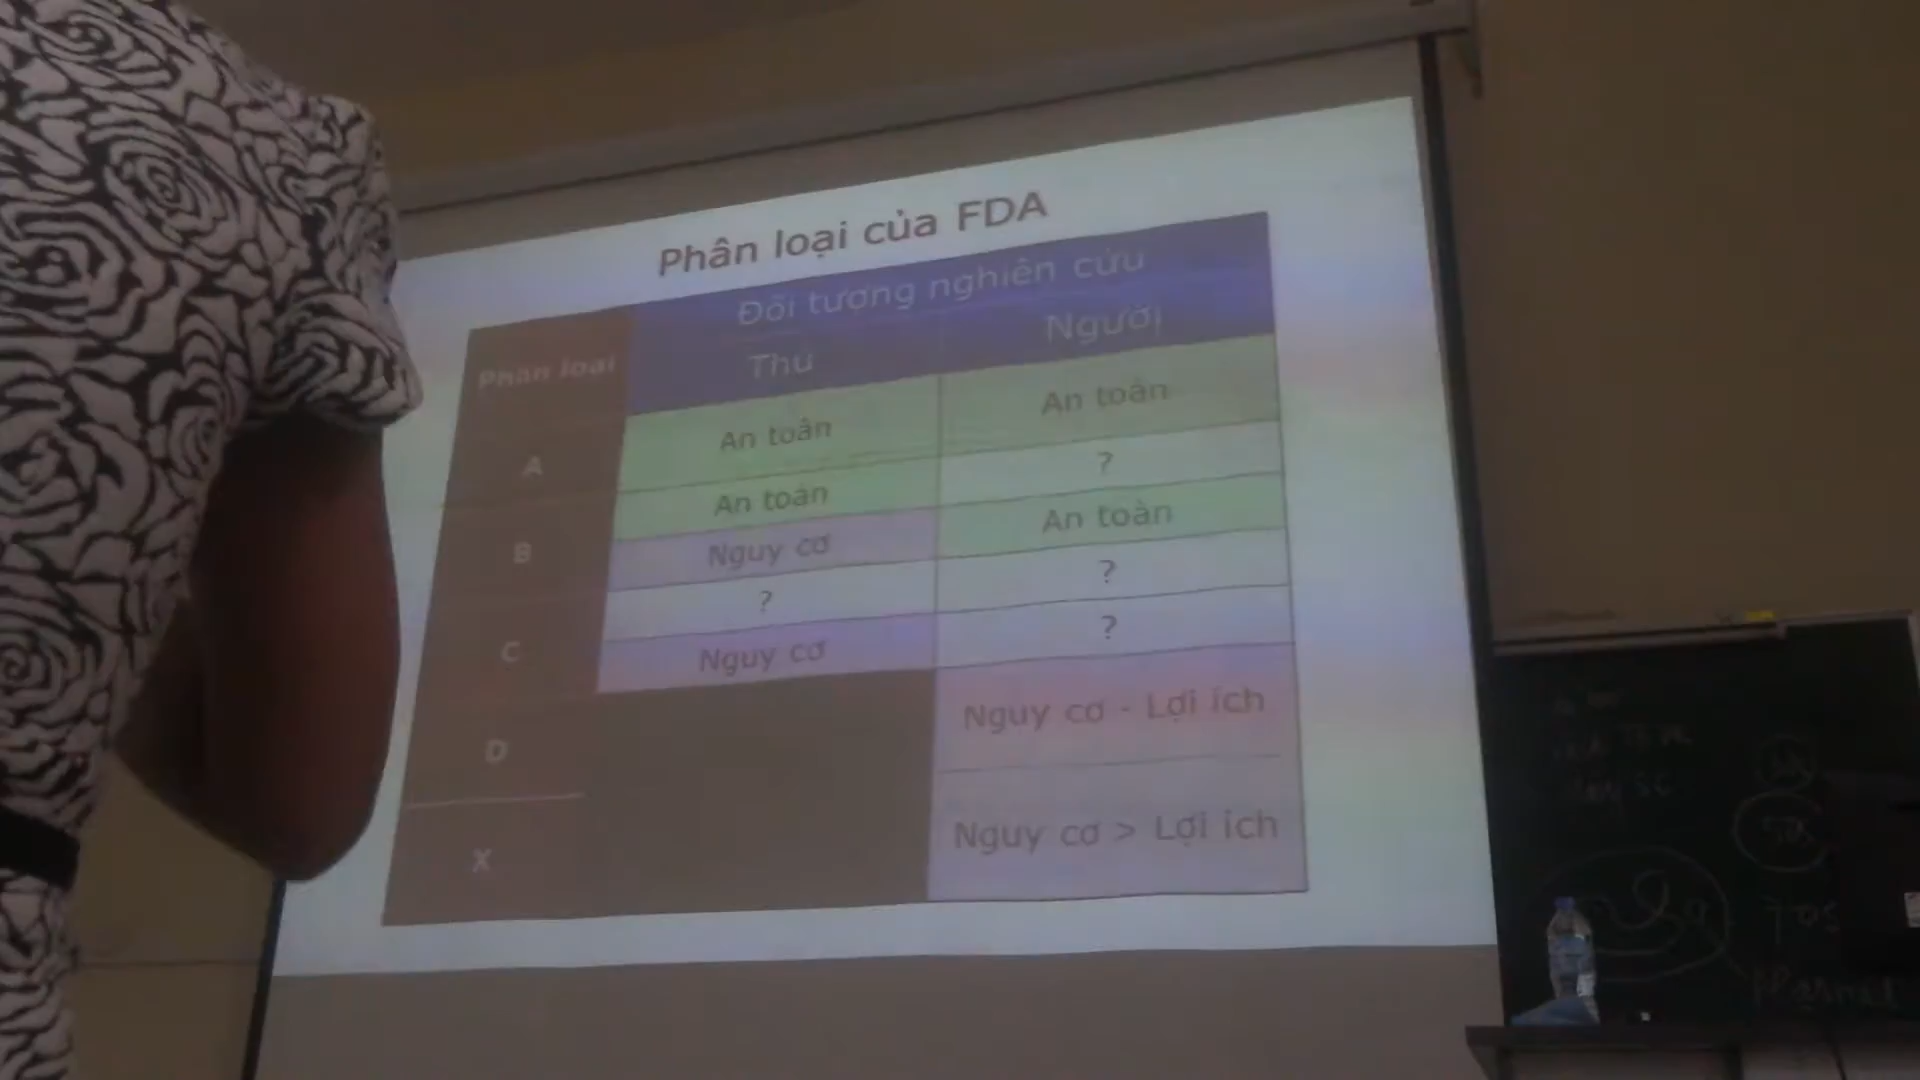 Phân loại của FDA
Đối tượng nghiên cứu
Phân loại
Thú
Người
A
An toàn
An toàn
B
An toàn
?
Nguy cơ
An toàn
C
?
?
Nguy cơ
?
D
Nguy cơ - Lợi ích
X
Nguy cơ > Lợi ích